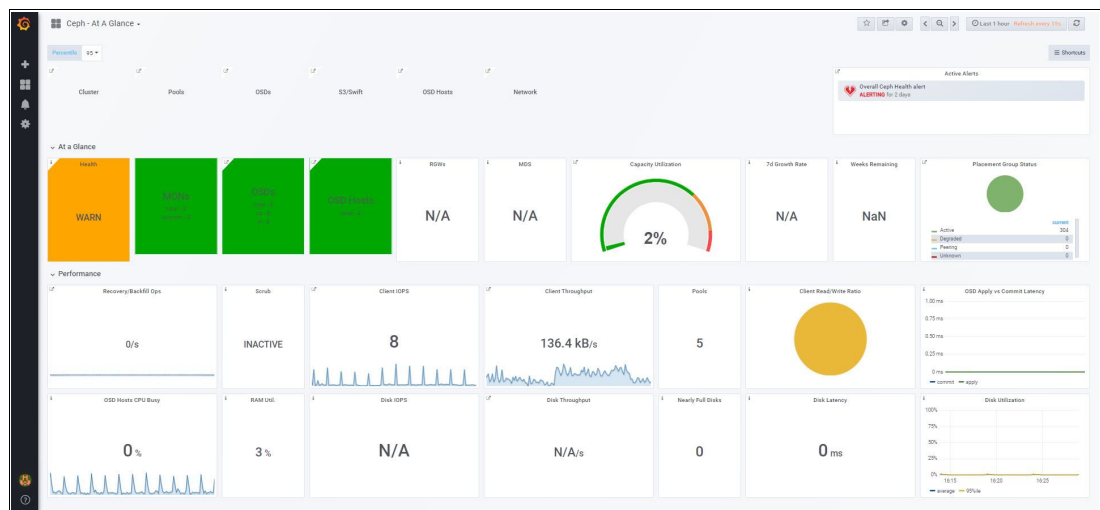 Ceph - At A Glance
Last 1 hour Refresh every 15s
Percentile 95
Shortcuts
Cluster
Pools
OSDs
S3/Swift
OSD Hosts
Network
Active Alerts
Overall Ceph Health alert
ALERTING for 2 days
At a Glance
Health
WARN
MONs
OSDs
OSD Hosts
RGWs
N/A
MDS
N/A
Capacity Utilization
2%
7d Growth Rate
N/A
Weeks Remaining
NaN
Placement Group Status
current
Active 304
Degraded 0
Peering 0
Unknown 0
Performance
Recovery/Backfill Ops
0/s
Scrub
INACTIVE
Client IOPS
8
Client Throughput
136.4 kB/s
Pools
5
Client Read/Write Ratio
OSD Apply vs Commit Latency
1.00 ms
0.75 ms
0.50 ms
0.25 ms
0 ms
commit apply
OSD Hosts CPU Busy
0 %
RAM Util.
3 %
Disk IOPS
N/A
Disk Throughput
N/A/s
Nearly Full Disks
0
Disk Latency
0 ms
Disk Utilization
100%
75%
50%
25%
0%
16:15 16:20 16:25
average 95%ile